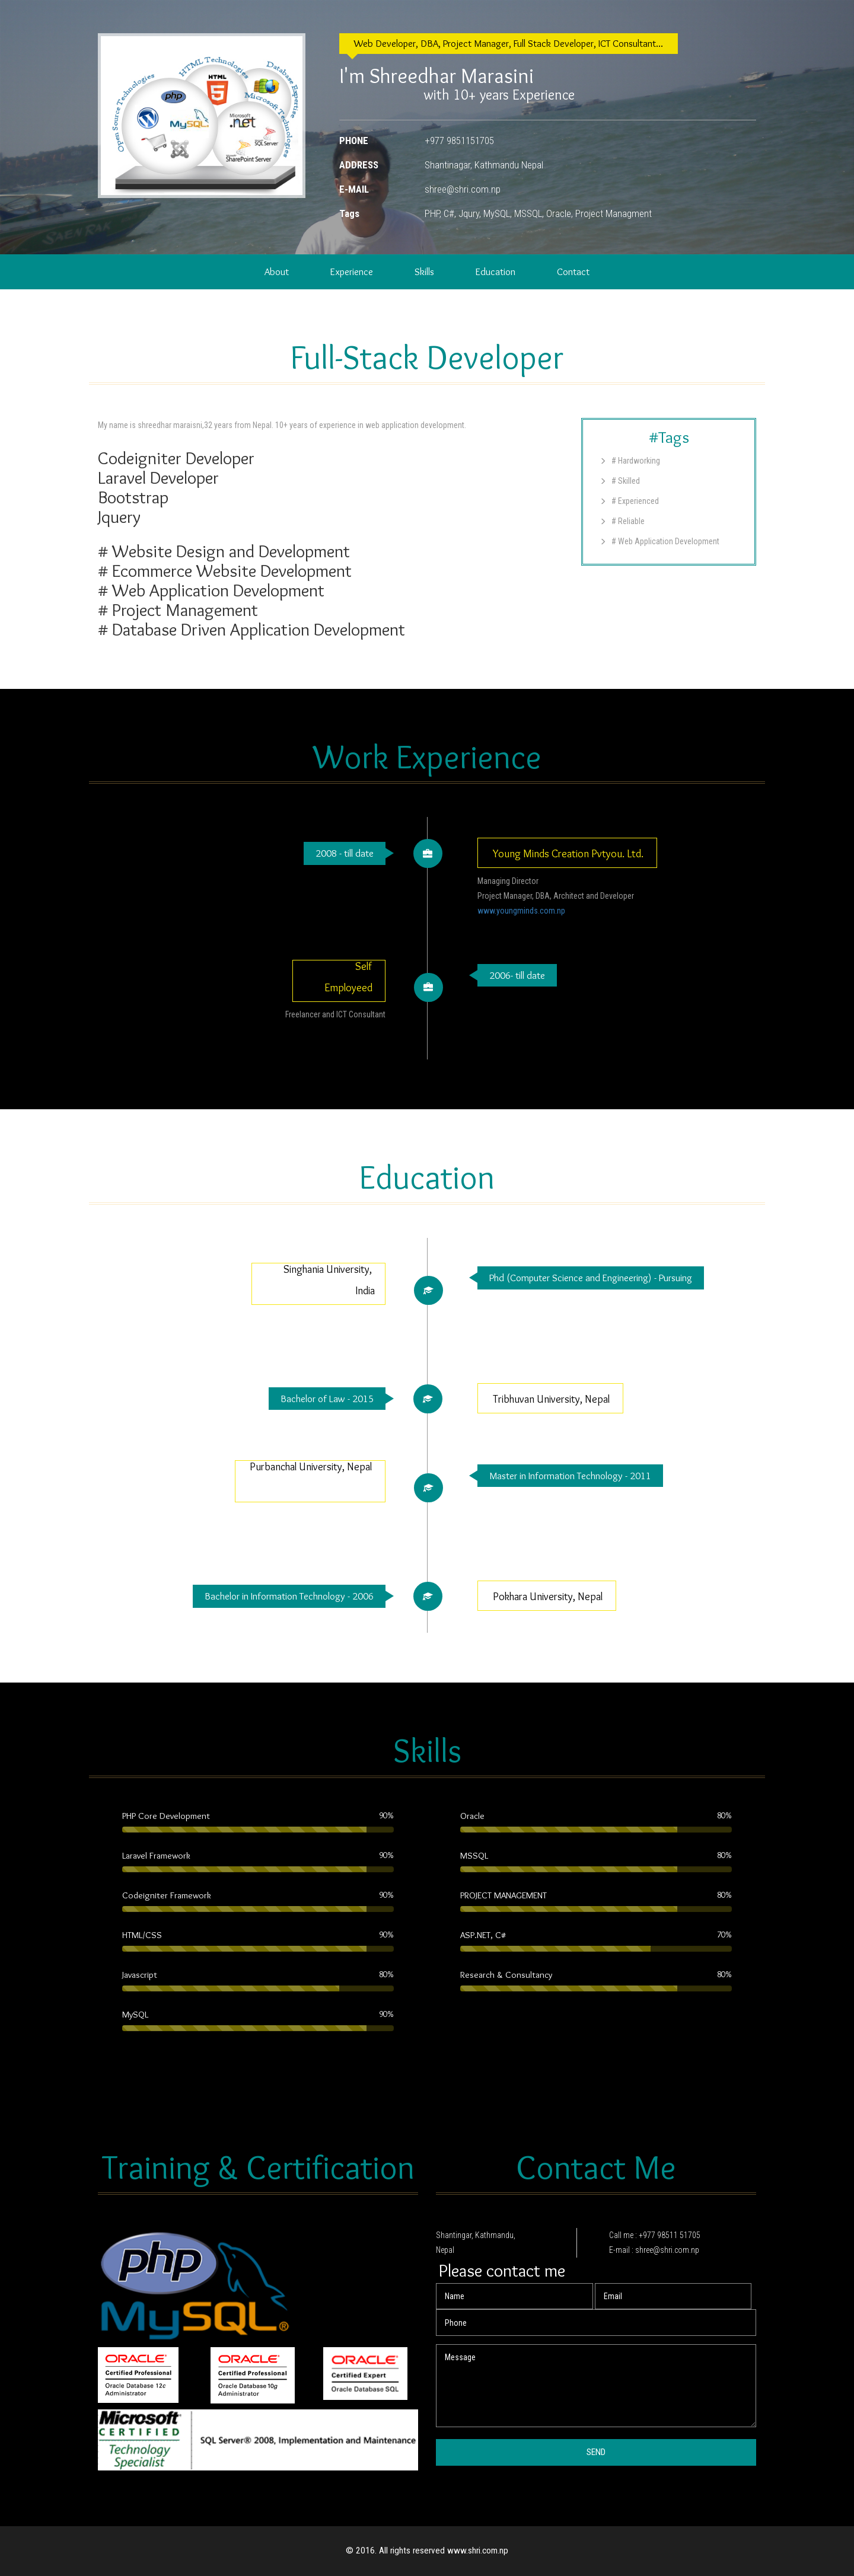 Web Developer, DBA, Project Manager, Full Stack Developer, ICT Consultant...
I'm Shreedhar Marasini
with 10+ years Experience
Open Source Technologies
HTML Technologies
Database Expertise
Microsoft Technologies
HTML
5
php
MySQL
Microsoft
.net
SQL Server
Microsoft
SharePoint Server
PHONE +977 9851151705
ADDRESS Shantinagar, Kathmandu Nepal.
E-MAIL shree@shri.com.np
Tags PHP, C#, Jqury, MySQL, MSSQL, Oracle, Project Managment
About Experience Skills Education Contact
Full-Stack Developer
My name is shreedhar maraisni,32 years from Nepal. 10+ years of experience in web application development.
Codeigniter Developer
Laravel Developer
Bootstrap
Jquery
# Website Design and Development
# Ecommerce Website Development
# Web Application Development
# Project Management
# Database Driven Application Development
#Tags
# Hardworking
# Skilled
# Experienced
# Reliable
# Web Application Development
Work Experience
2008 - till date
Young Minds Creation Pvtyou. Ltd.
Managing Director
Project Manager, DBA, Architect and Developer
www.youngminds.com.np
Self
Employeed
Freelancer and ICT Consultant
2006- till date
Education
Singhania University,
India
Phd (Computer Science and Engineering) - Pursuing
Bachelor of Law - 2015
Tribhuvan University, Nepal
Purbanchal University, Nepal
Master in Information Technology - 2011
Bachelor in Information Technology - 2006
Pokhara University, Nepal
Skills
PHP Core Development 90%
Laravel Framework 90%
Codeigniter Framework 90%
HTML/CSS 90%
Javascript 80%
MySQL 90%
Oracle 80%
MSSQL 80%
PROJECT MANAGEMENT 80%
ASP.NET, C# 70%
Research & Consultancy 80%
Training & Certification
php
MySQL®
ORACLE
Certified Professional
Oracle Database 12c
Administrator
ORACLE
Certified Professional
Oracle Database 10g
Administrator
ORACLE
Certified Expert
Oracle Database SQL
Microsoft
CERTIFIED
Technology
Specialist
SQL Server® 2008, Implementation and Maintenance
Contact Me
Shantingar, Kathmandu,
Nepal
Call me : +977 98511 51705
E-mail : shree@shri.com.np
Please contact me
Name
Email
Phone
Message
SEND
© 2016. All rights reserved www.shri.com.np